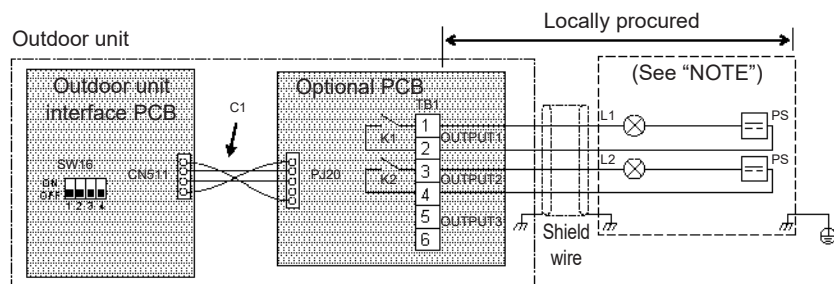 Locally procured
Outdoor unit
Outdoor unit
interface PCB
Optional PCB
(See “NOTE”)
C1
TB1
L1
PS
1
K1
OUTPUT1
2
SW16
CN511
PJ20
L2
PS
ON
OFF
1 2 3 4
3
K2
OUTPUT2
4
5
OUTPUT3
6
Shield
wire